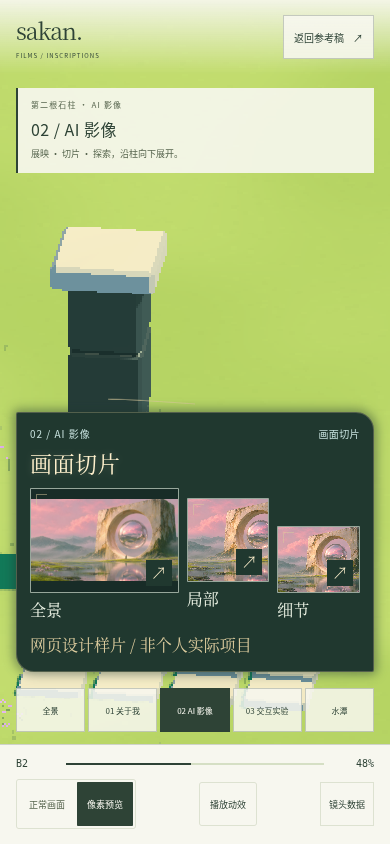 sakan.
FILMS / INSCRIPTIONS
返回参考稿 ↗
第二根石柱 · AI 影像
02 / AI 影像
展映 · 切片 · 探索，沿柱向下展开。
02 / AI 影像
画面切片
画面切片
全景
局部
细节
网页设计样片 / 非个人实际项目
全景
01 关于我
02 AI 影像
03 交互实验
水潭
B2
48%
正常画面
像素预览
播放动效
镜头数据